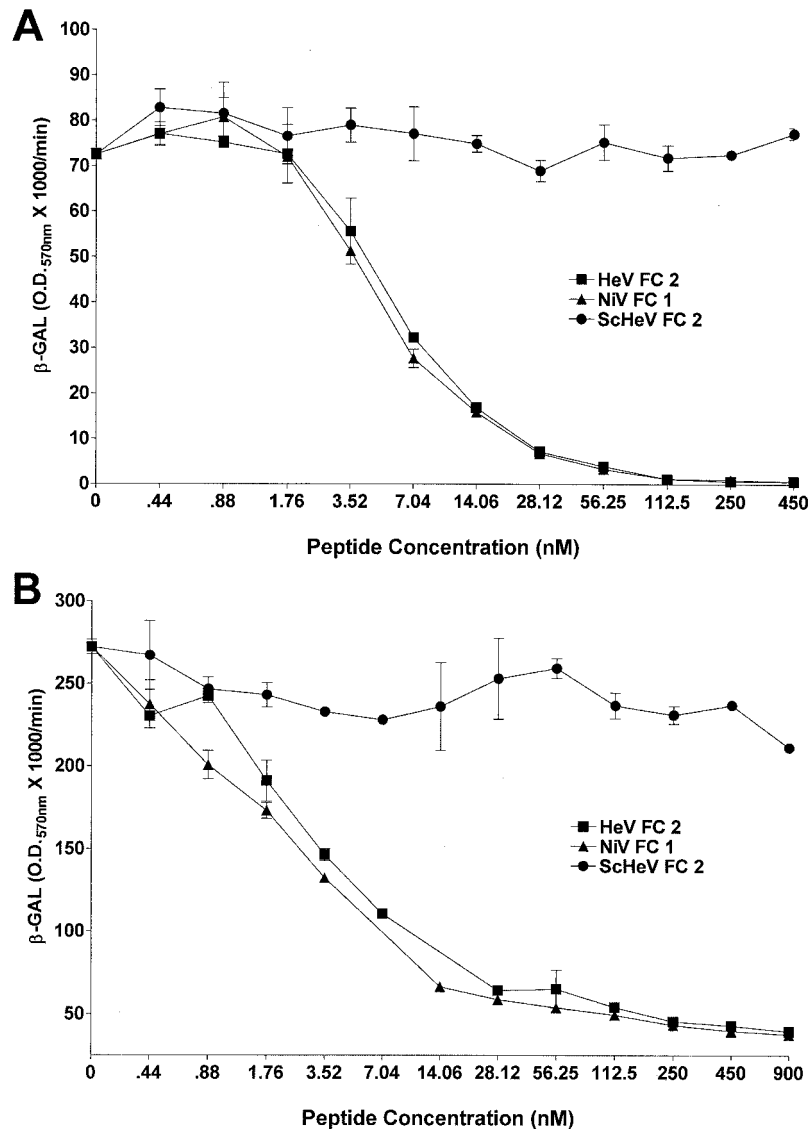 A
100
90
80
70
60
50
40
30
20
10
0
β-GAL (O.D.570nm X 1000/min)
HeV FC 2
NiV FC 1
ScHeV FC 2
0 .44 .88 1.76 3.52 7.04 14.06 28.12 56.25 112.5 250 450
Peptide Concentration (nM)
B
300
250
200
150
100
50
β-GAL (O.D.570nm X 1000/min)
HeV FC 2
NiV FC 1
ScHeV FC 2
0 .44 .88 1.76 3.52 7.04 14.06 28.12 56.25 112.5 250 450 900
Peptide Concentration (nM)